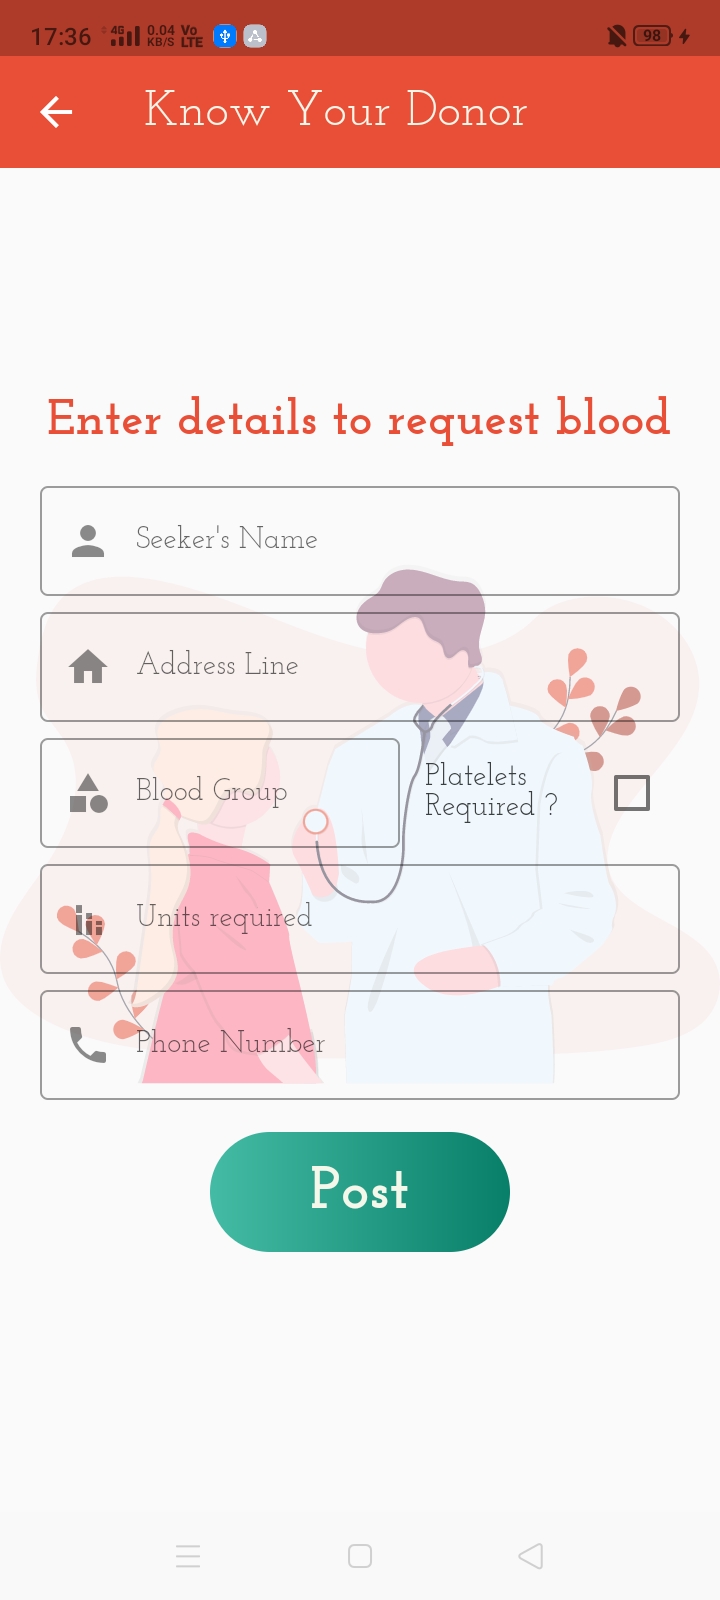 17:36 4G 0.04 KB/S Vo LTE 98
Know Your Donor
Enter details to request blood
Seeker's Name
Address Line
Blood Group
Platelets
Required ?
Units required
Phone Number
Post